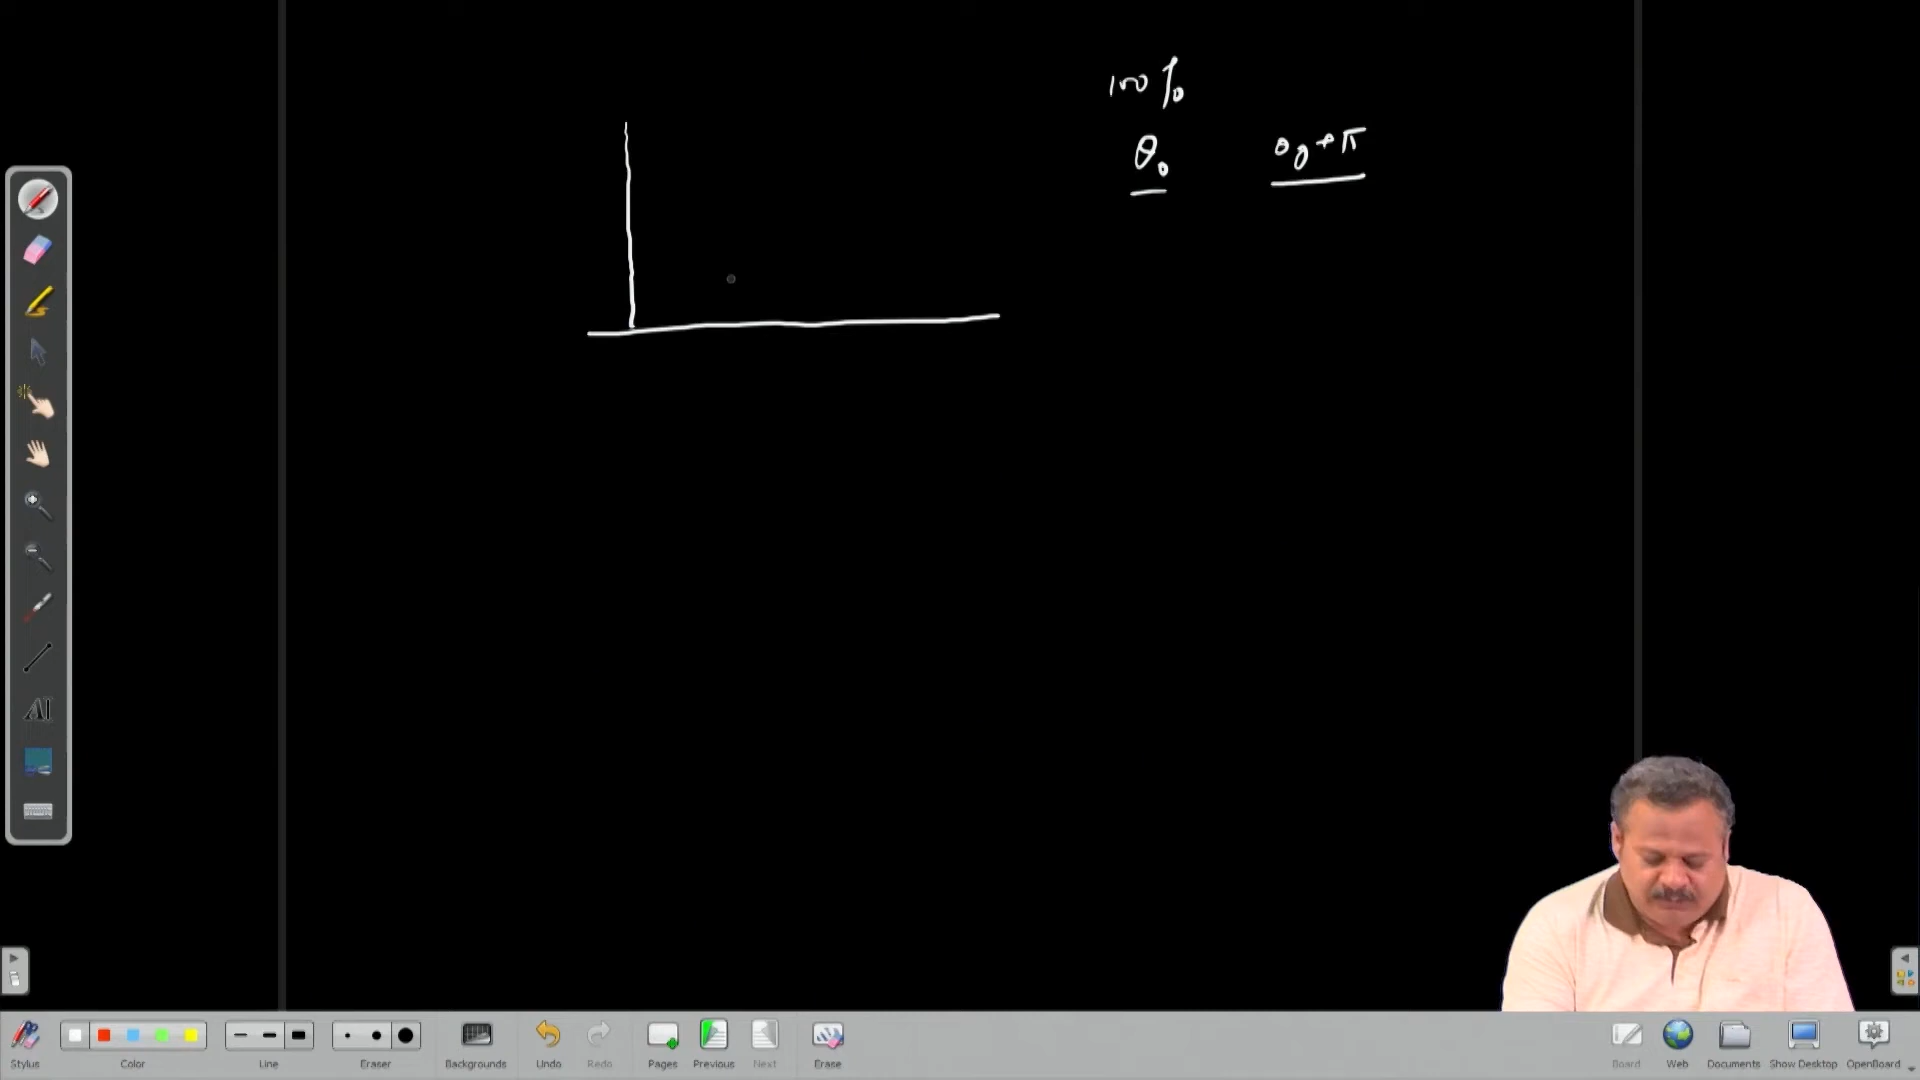 100%
θ₀ θ₀+π
AI
Stylus Color Line Eraser Backgrounds Undo Redo Pages Previous Next Erase Board Web Documents Show Desktop OpenBoard